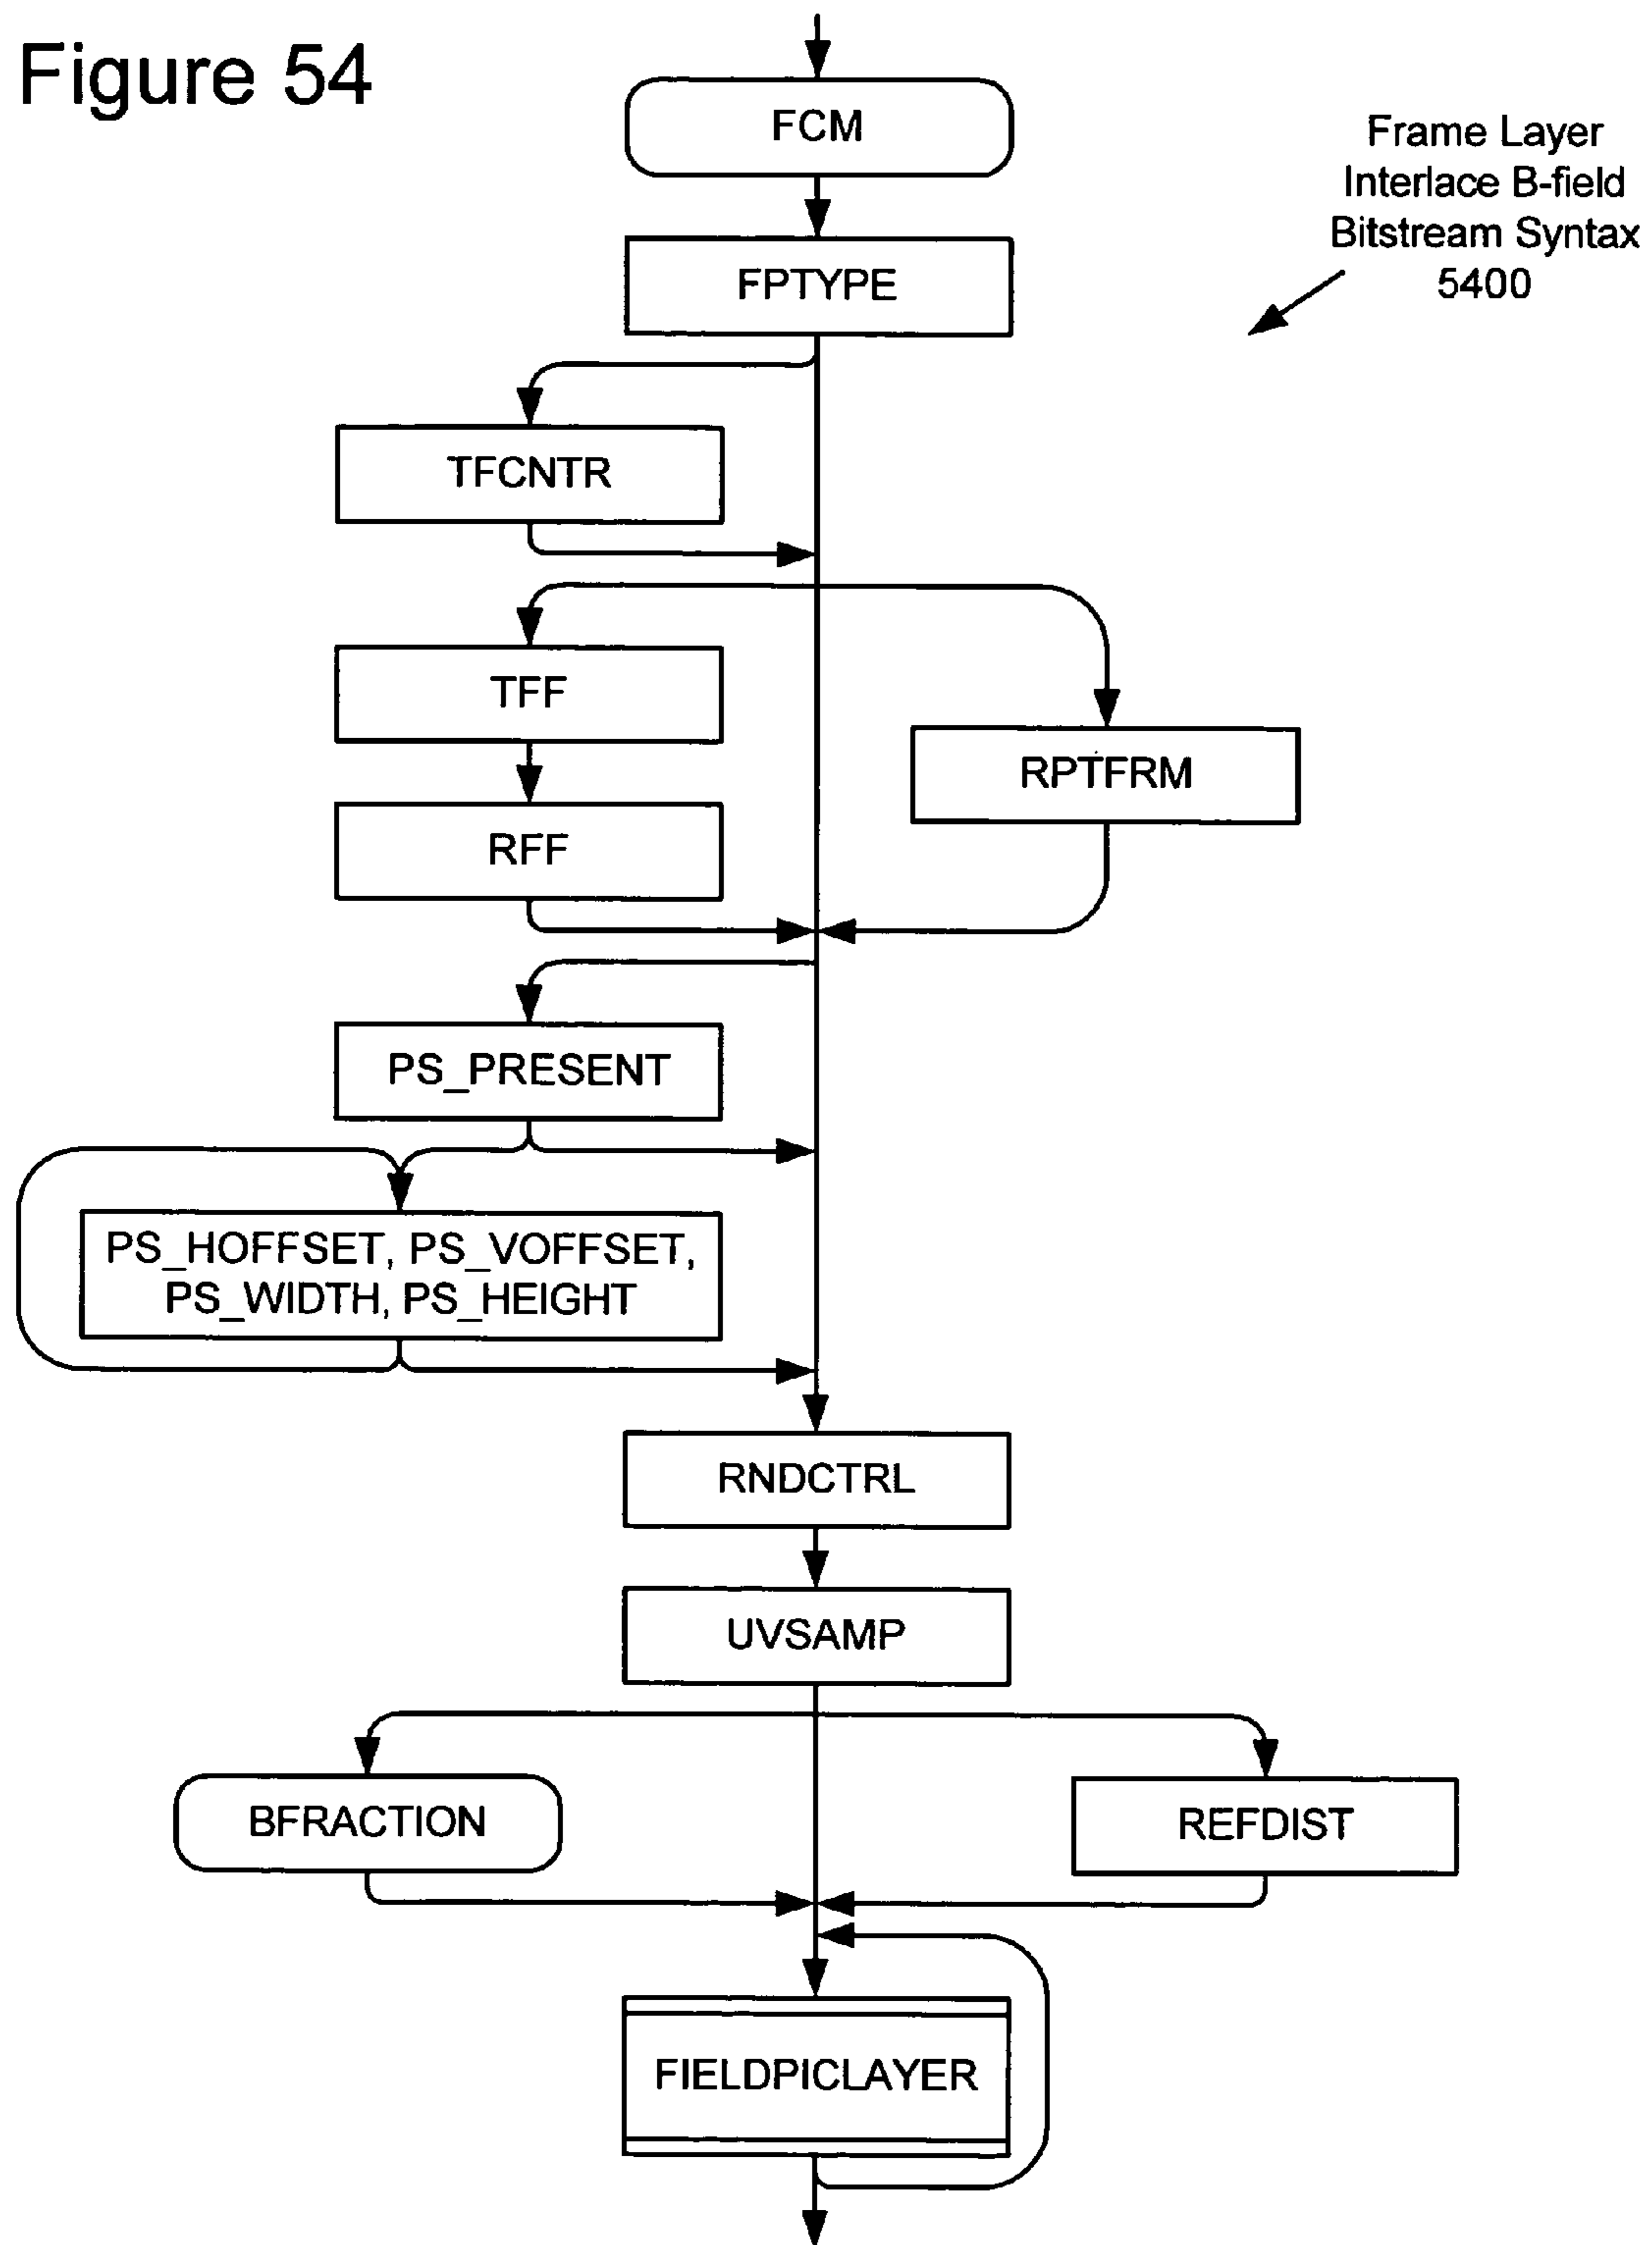 Figure 54
FCM
Frame Layer
Interlace B-field
Bitstream Syntax
5400
FPTYPE
TFCNTR
TFF
RPTFRM
RFF
PS_PRESENT
PS_HOFFSET, PS_VOFFSET,
PS_WIDTH, PS_HEIGHT
RNDCTRL
UVSAMP
BFRACTION
REFDIST
FIELDPICLAYER